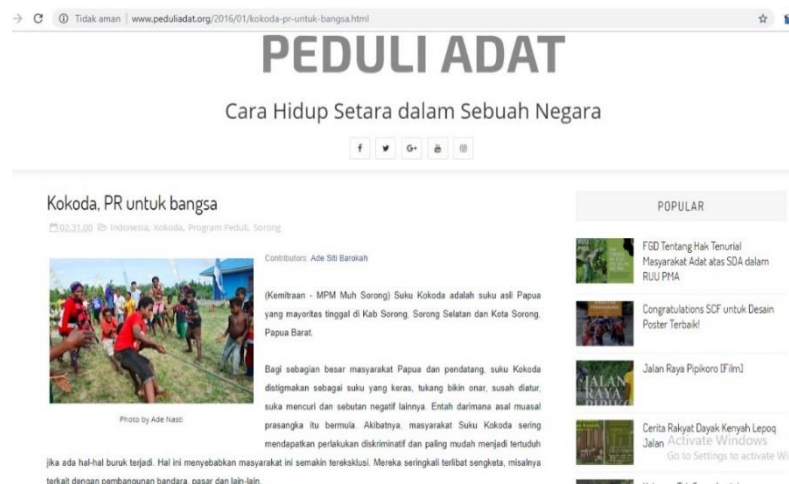 Tidak aman | www.peduliadat.org/2016/01/kokoda-pr-untuk-bangsa.html
PEDULI ADAT
Cara Hidup Setara dalam Sebuah Negara
Kokoda, PR untuk bangsa
02.31.00 Indonesia, Kokoda, Program Peduli, Sorong
Contributors: Ade Siti Barokah
(Kemitraan - MPM Muh Sorong) Suku Kokoda adalah suku asli Papua
yang mayoritas tinggal di Kab Sorong, Sorong Selatan dan Kota Sorong,
Papua Barat.
Bagi sebagian besar masyarakat Papua dan pendatang, suku Kokoda
distigmakan sebagai suku yang keras, tukang bikin onar, susah diatur,
suka mencuri dan sebutan negatif lainnya. Entah darimana asal muasal
prasangka itu bermula. Akibatnya, masyarakat Suku Kokoda sering
mendapatkan perlakuan diskriminatif dan paling mudah menjadi tertuduh
Photo by Ade Nasti
jika ada hal-hal buruk terjadi. Hal ini menyebabkan masyarakat ini semakin tereksklusi. Mereka seringkali terlibat sengketa, misalnya
terkait dengan pembangunan bandara, pasar dan lain-lain.
POPULAR
FGD Tentang Hak Tenurial
Masyarakat Adat atas SDA dalam
RUU PMA
Congratulations SCF untuk Desain
Poster Terbaik!
JALAN
RAYA
Jalan Raya Pipikoro [Film]
Cerita Rakyat Dayak Kenyah Lepoq
Jalan
Activate Windows
Go to Settings to activate Wi